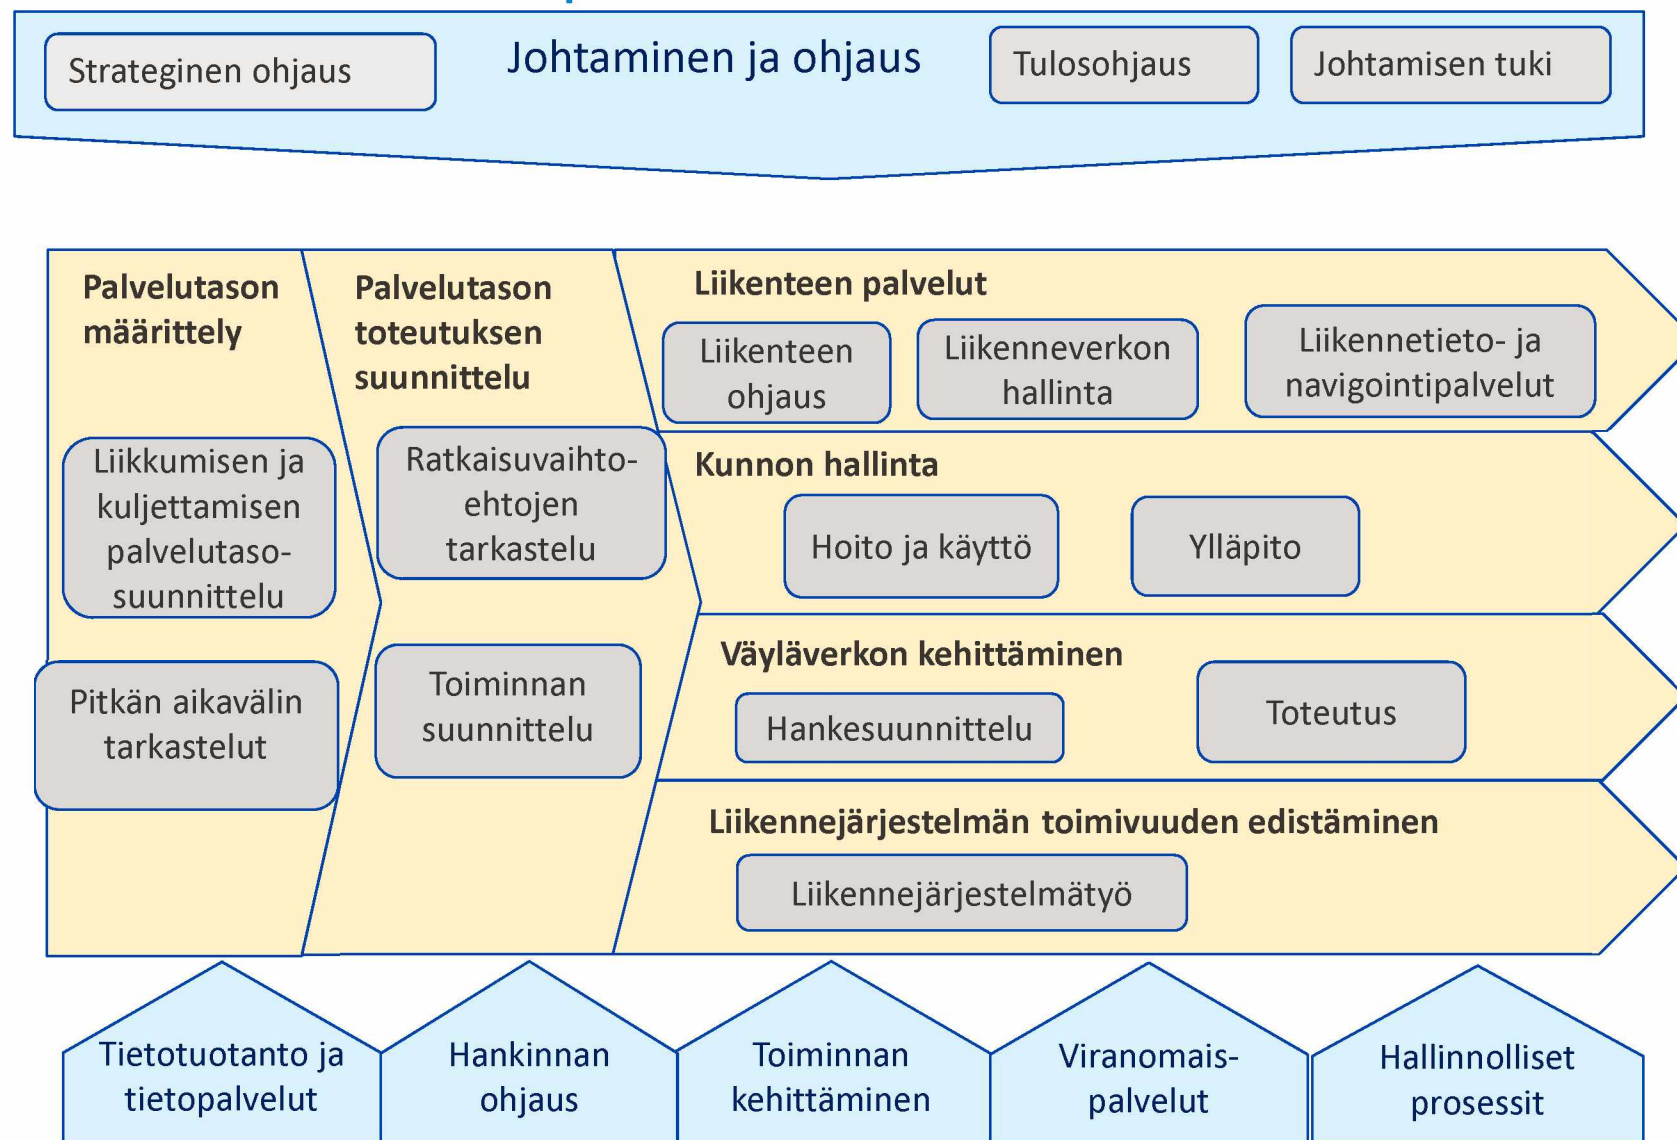 Strateginen ohjaus
Johtaminen ja ohjaus
Tulosohjaus
Johtamisen tuki
Palvelutason
määrittely
Liikkumisen ja
kuljettamisen
palvelutaso-
suunnittelu
Pitkän aikavälin
tarkastelut
Palvelutason
toteutuksen
suunnittelu
Ratkaisuvaihto-
ehtojen
tarkastelu
Toiminnan
suunnittelu
Liikenteen palvelut
Liikenteen
ohjaus
Liikenneverkon
hallinta
Liikennetieto- ja
navigointipalvelut
Kunnon hallinta
Hoito ja käyttö
Ylläpito
Väyläverkon kehittäminen
Hankesuunnittelu
Toteutus
Liikennejärjestelmän toimivuuden edistäminen
Liikennejärjestelmätyö
Tietotuotanto ja
tietopalvelut
Hankinnan
ohjaus
Toiminnan
kehittäminen
Viranomais-
palvelut
Hallinnolliset
prosessit